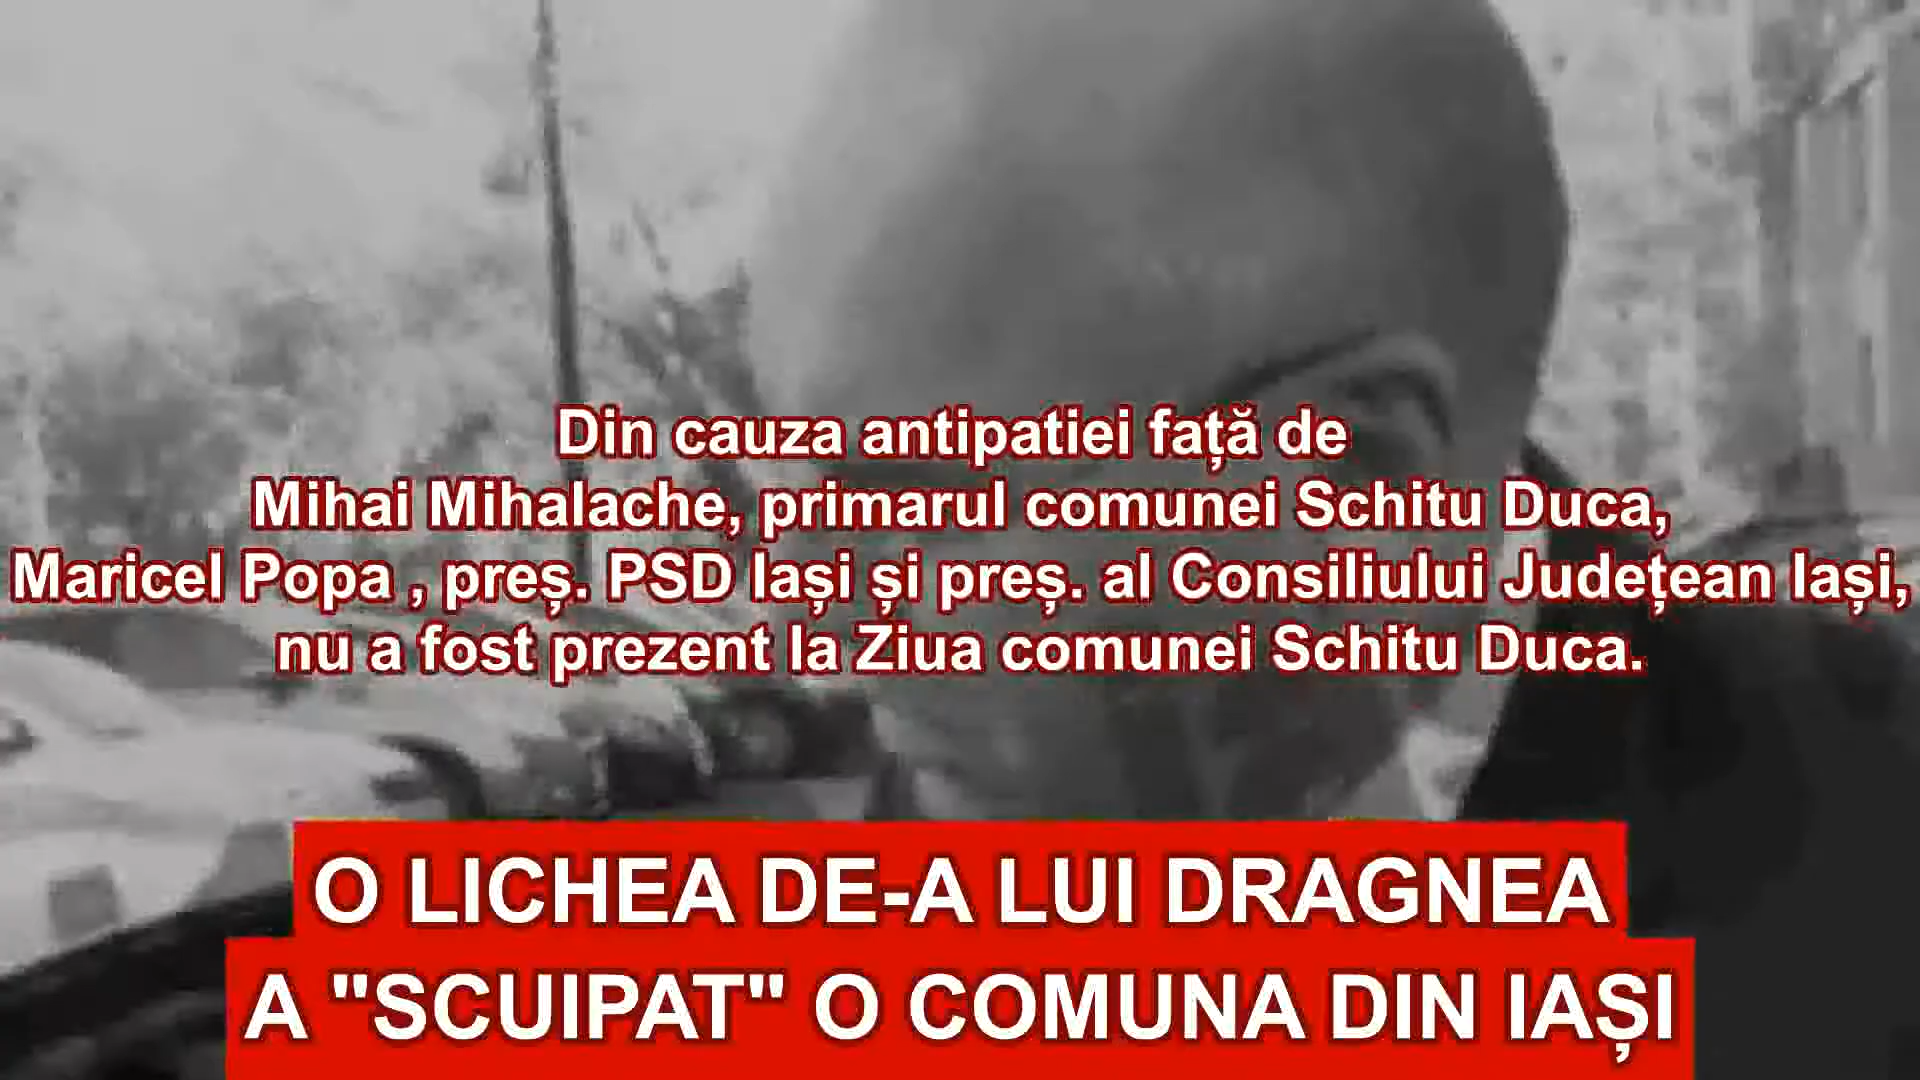 Din cauza antipatiei față de
Mihai Mihalache, primarul comunei Schitu Duca,
Maricel Popa , preș. PSD Iași și preș. al Consiliului Județean Iași,
nu a fost prezent la Ziua comunei Schitu Duca.
O LICHEA DE-A LUI DRAGNEA
A "SCUIPAT" O COMUNA DIN IAȘI